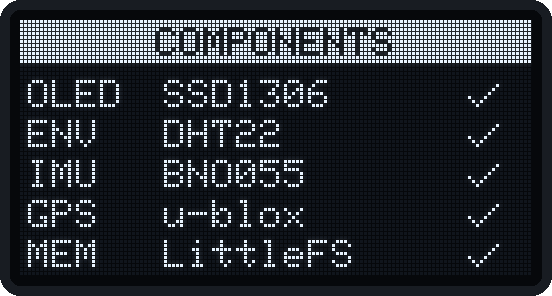 COMPONENTS
OLED SSD1306 ✓
ENV DHT22 ✓
IMU BNO055 ✓
GPS u-blox ✓
MEM LittleFS ✓